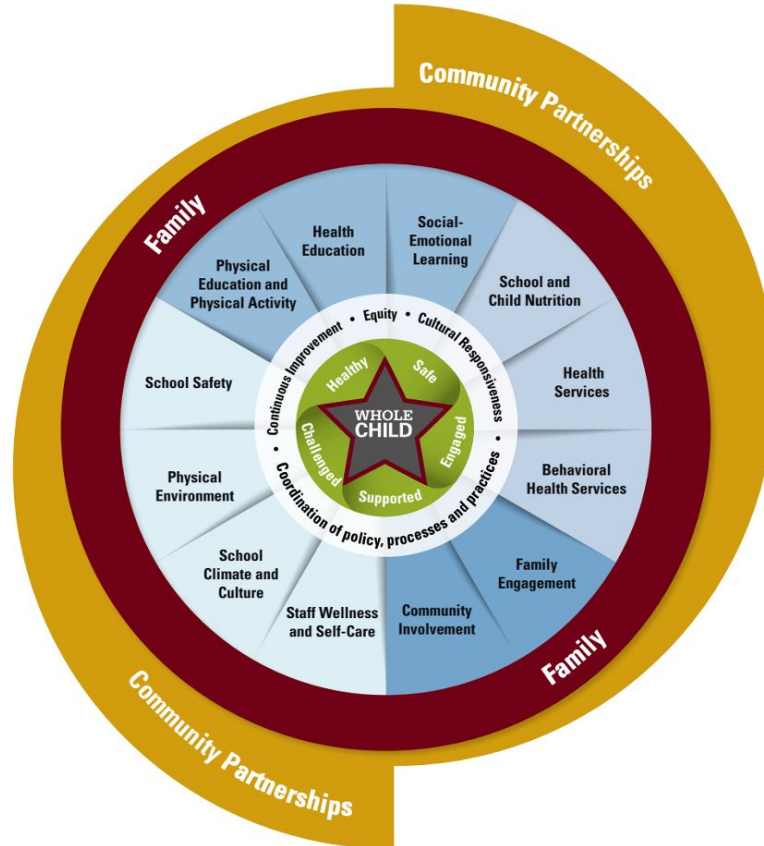 Community Partnerships
Family
Health
Education
Social-
Emotional
Learning
Physical
Education and
Physical Activity
School and
Child Nutrition
School Safety
Health
Services
Physical
Environment
Behavioral
Health Services
School
Climate and
Culture
Family
Engagement
Staff Wellness
and Self-Care
Community
Involvement
Continuous Improvement • Equity • Cultural Responsiveness •
Coordination of policy, processes and practices •
Healthy
Safe
Engaged
Supported
Challenged
WHOLE
CHILD
Family
Community Partnerships